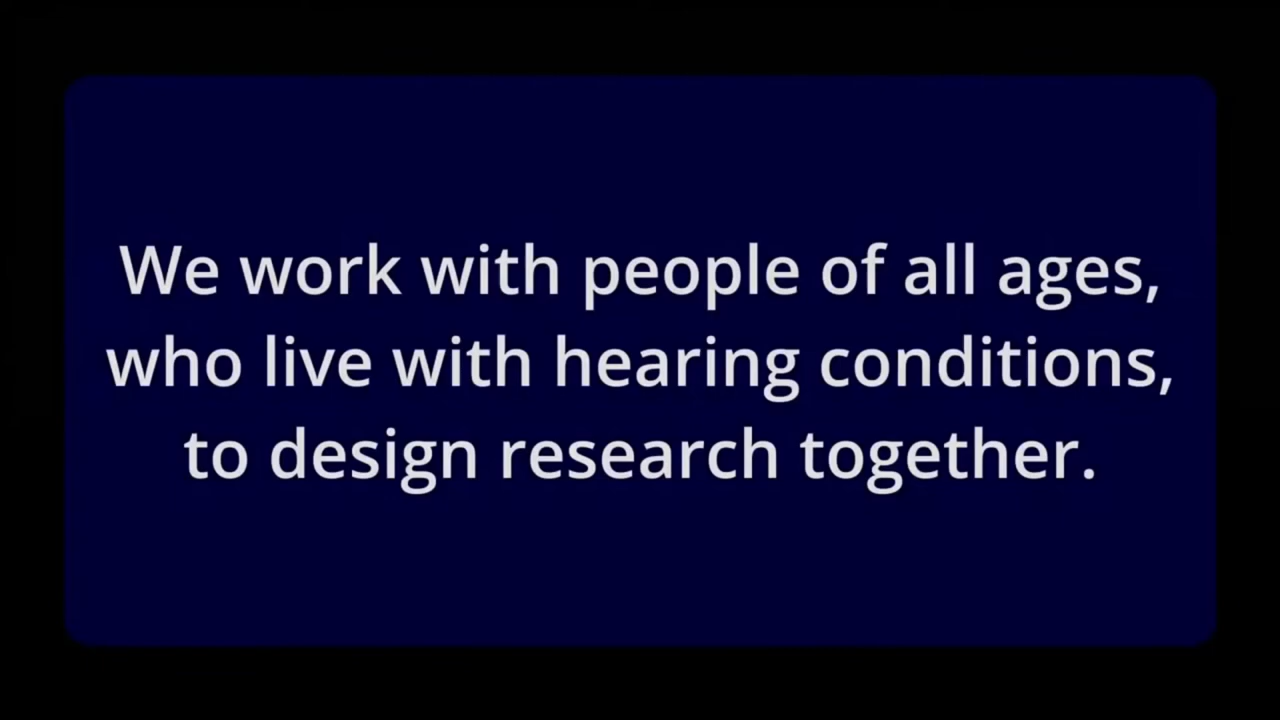 We work with people of all ages,
who live with hearing conditions,
to design research together.